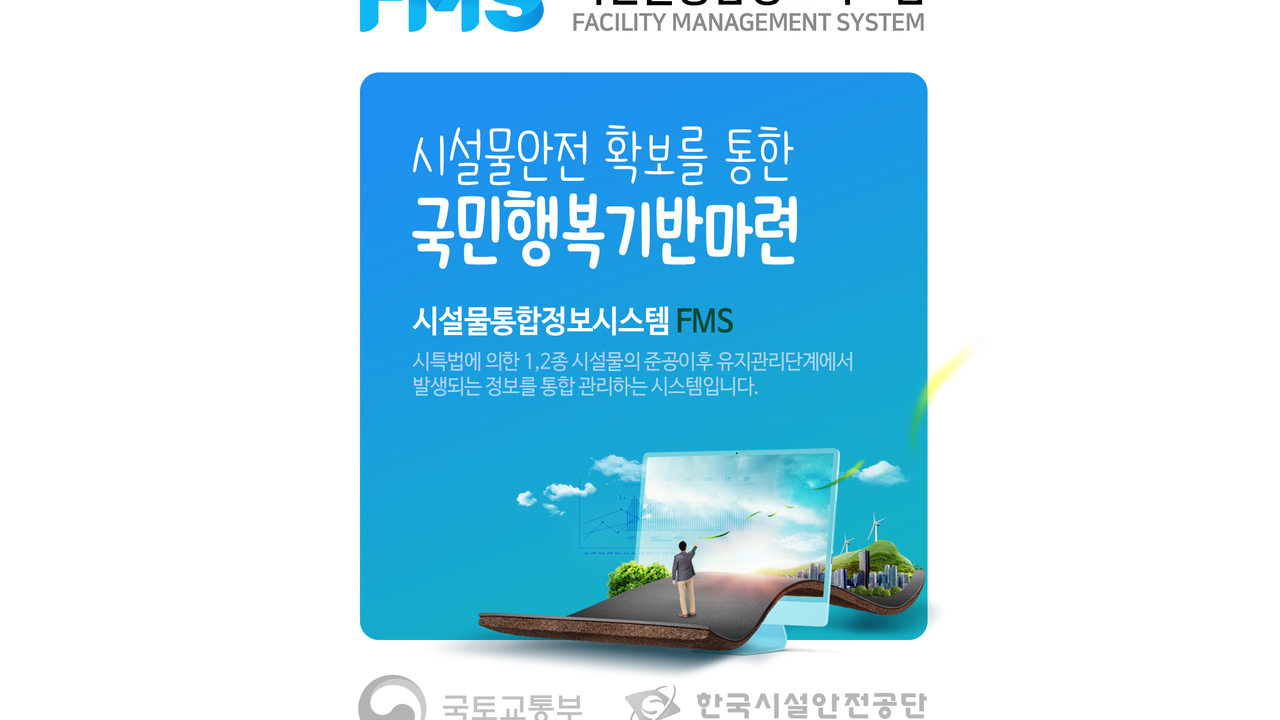 FMS
FACILITY MANAGEMENT SYSTEM
시설물안전 확보를 통한
국민행복기반마련
시설물통합정보시스템 FMS
시특법에 의한 1,2종 시설물의 준공이후 유지관리단계에서
발생되는 정보를 통합 관리하는 시스템입니다.
국토교통부
한국시설안전공단